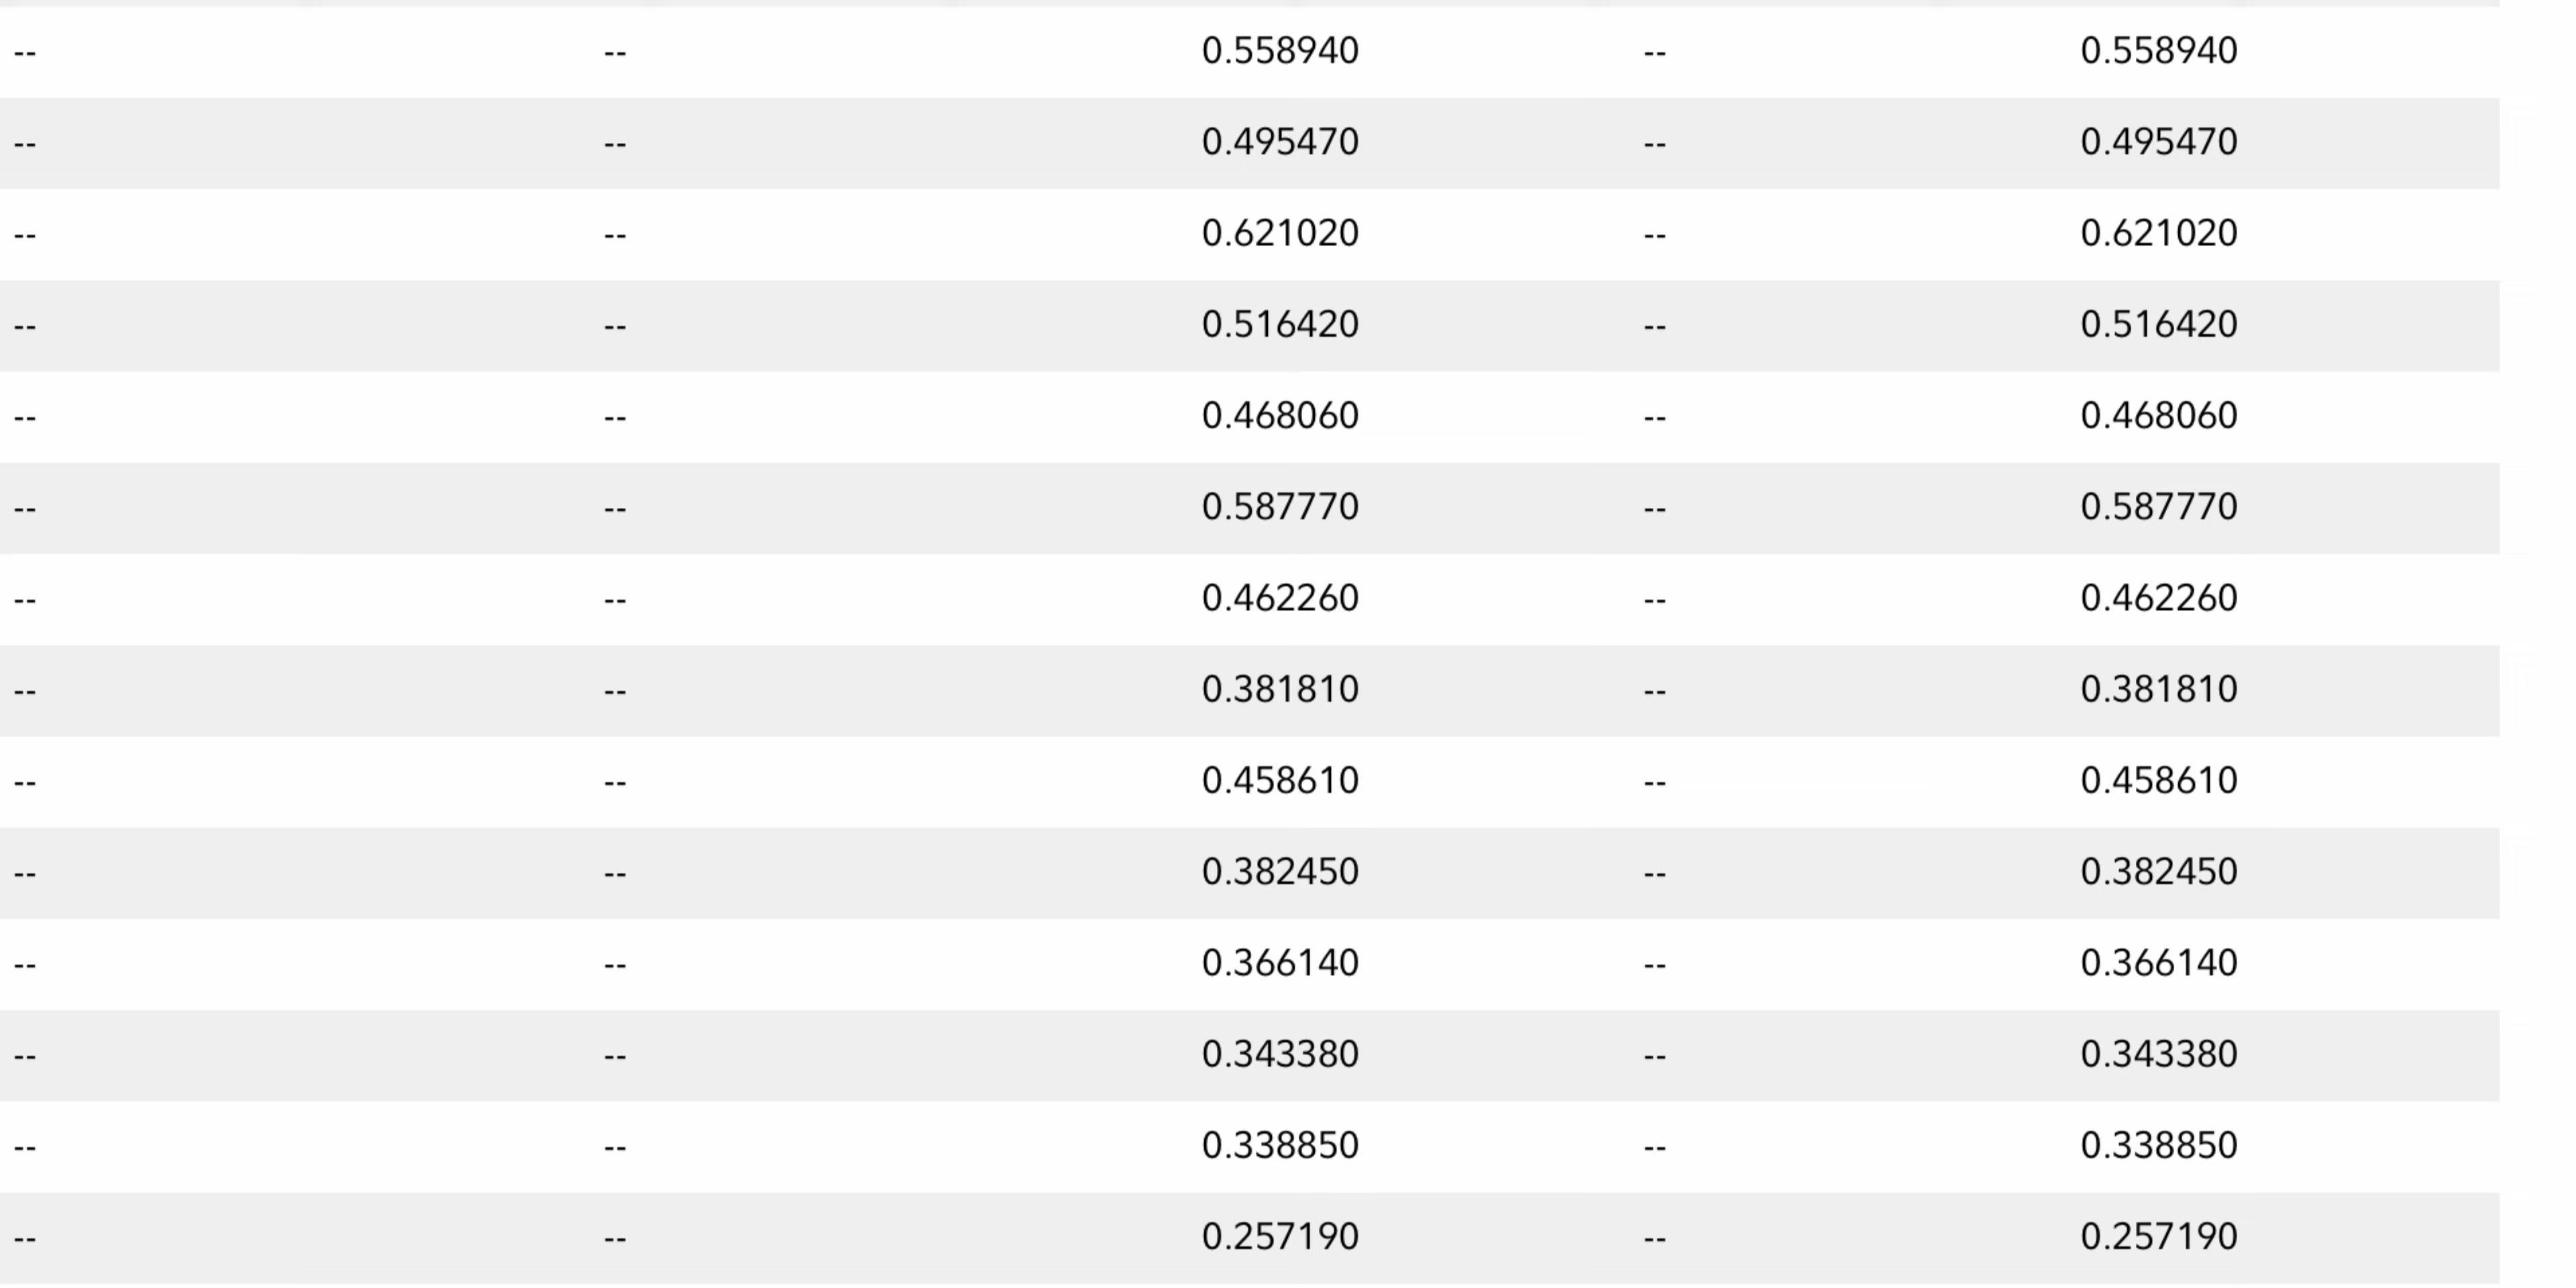 -- -- 0.558940 -- 0.558940
-- -- 0.495470 -- 0.495470
-- -- 0.621020 -- 0.621020
-- -- 0.516420 -- 0.516420
-- -- 0.468060 -- 0.468060
-- -- 0.587770 -- 0.587770
-- -- 0.462260 -- 0.462260
-- -- 0.381810 -- 0.381810
-- -- 0.458610 -- 0.458610
-- -- 0.382450 -- 0.382450
-- -- 0.366140 -- 0.366140
-- -- 0.343380 -- 0.343380
-- -- 0.338850 -- 0.338850
-- -- 0.257190 -- 0.257190